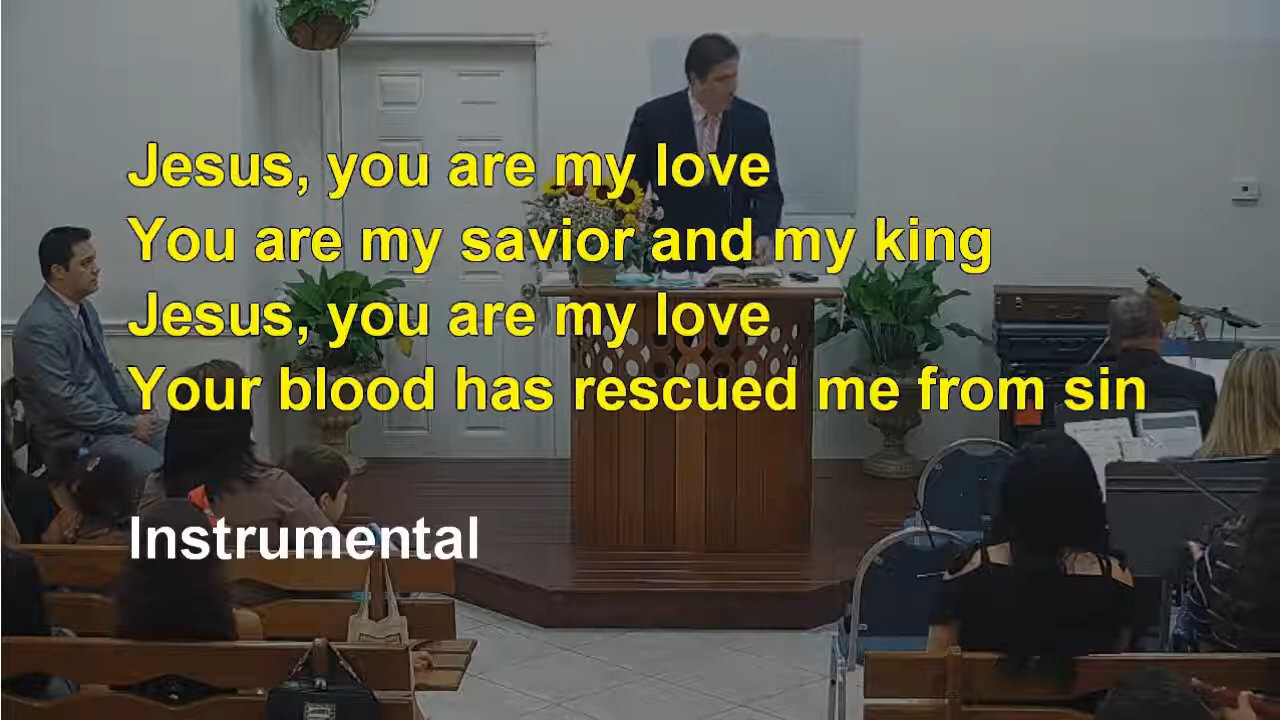 Jesus, you are my love
You are my savior and my king
Jesus, you are my love
Your blood has rescued me from sin
Instrumental